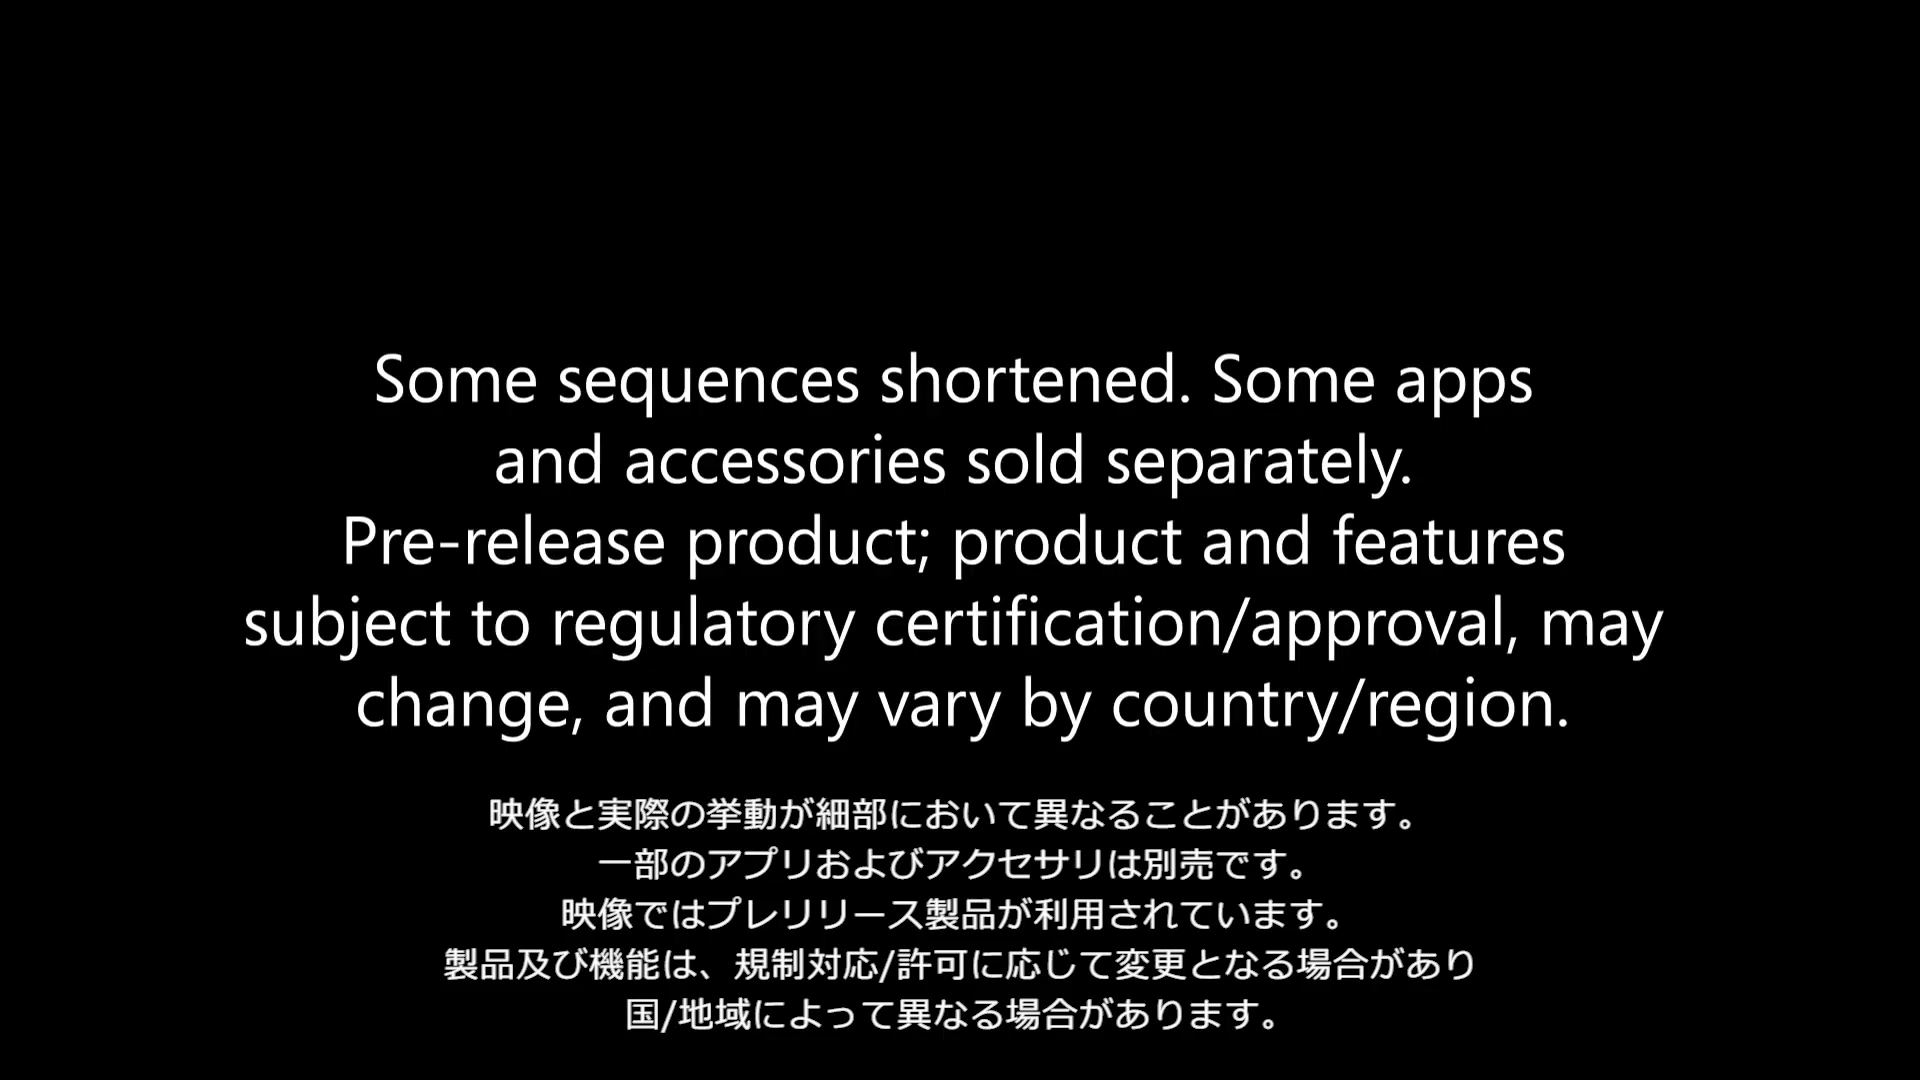 Some sequences shortened. Some apps
and accessories sold separately.
Pre-release product; product and features
subject to regulatory certification/approval, may
change, and may vary by country/region.
映像と実際の挙動が細部において異なることがあります。
一部のアプリおよびアクセサリは別売です。
映像ではプレリリース製品が利用されています。
製品及び機能は、規制対応/許可に応じて変更となる場合があり
国/地域によって異なる場合があります。